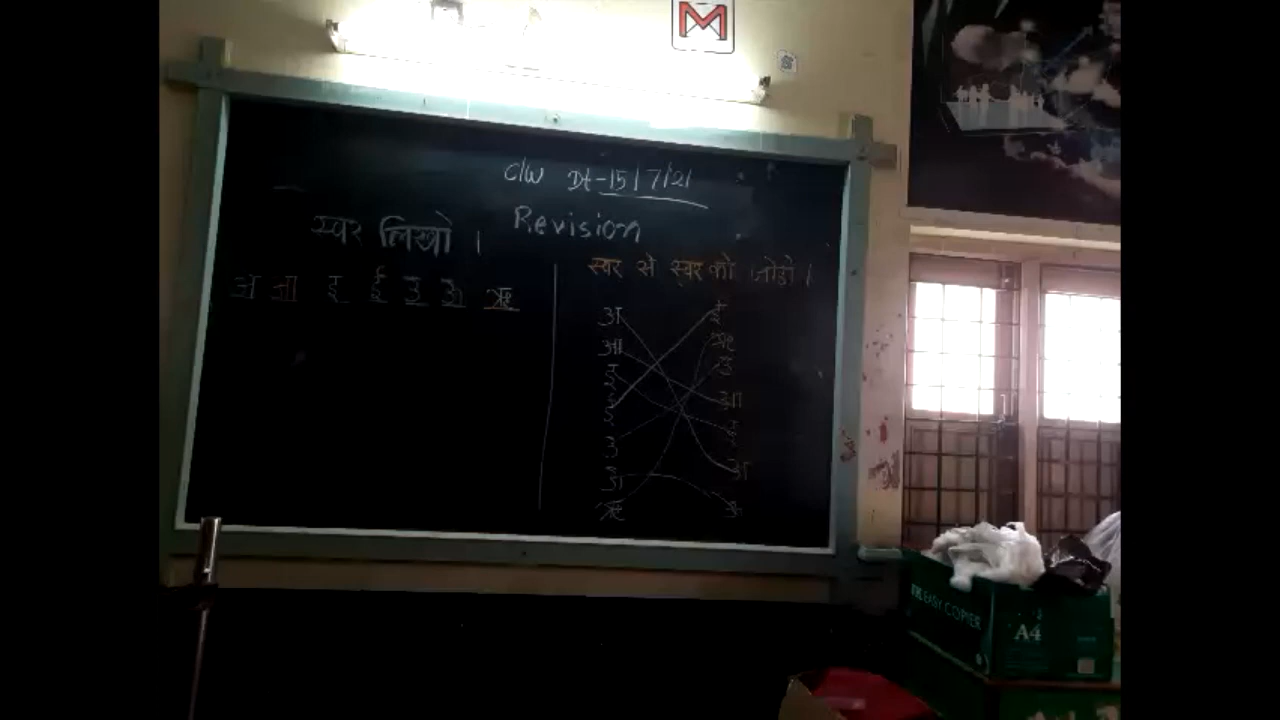 C/W Dt-15/7/21
Revision
स्वर लिखो ।
अ आ इ ई उ ऊ ऋ
स्वर से स्वर को जोडो ।
अ ई
आ ऋ
इ उ
ई आ
उ इ
ऊ अ
ऋ ऊ
EASY COPIER
A4